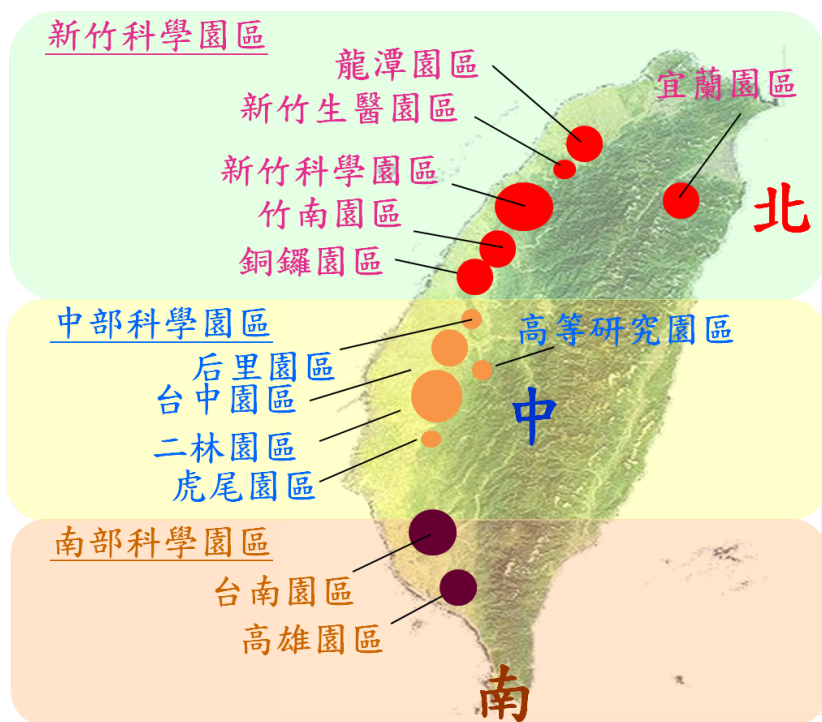 新竹科學園區
龍潭園區
宜蘭園區
新竹生醫園區
新竹科學園區
竹南園區
北
銅鑼園區
中部科學園區
高等研究園區
后里園區
台中園區
中
二林園區
虎尾園區
南部科學園區
台南園區
高雄園區
南